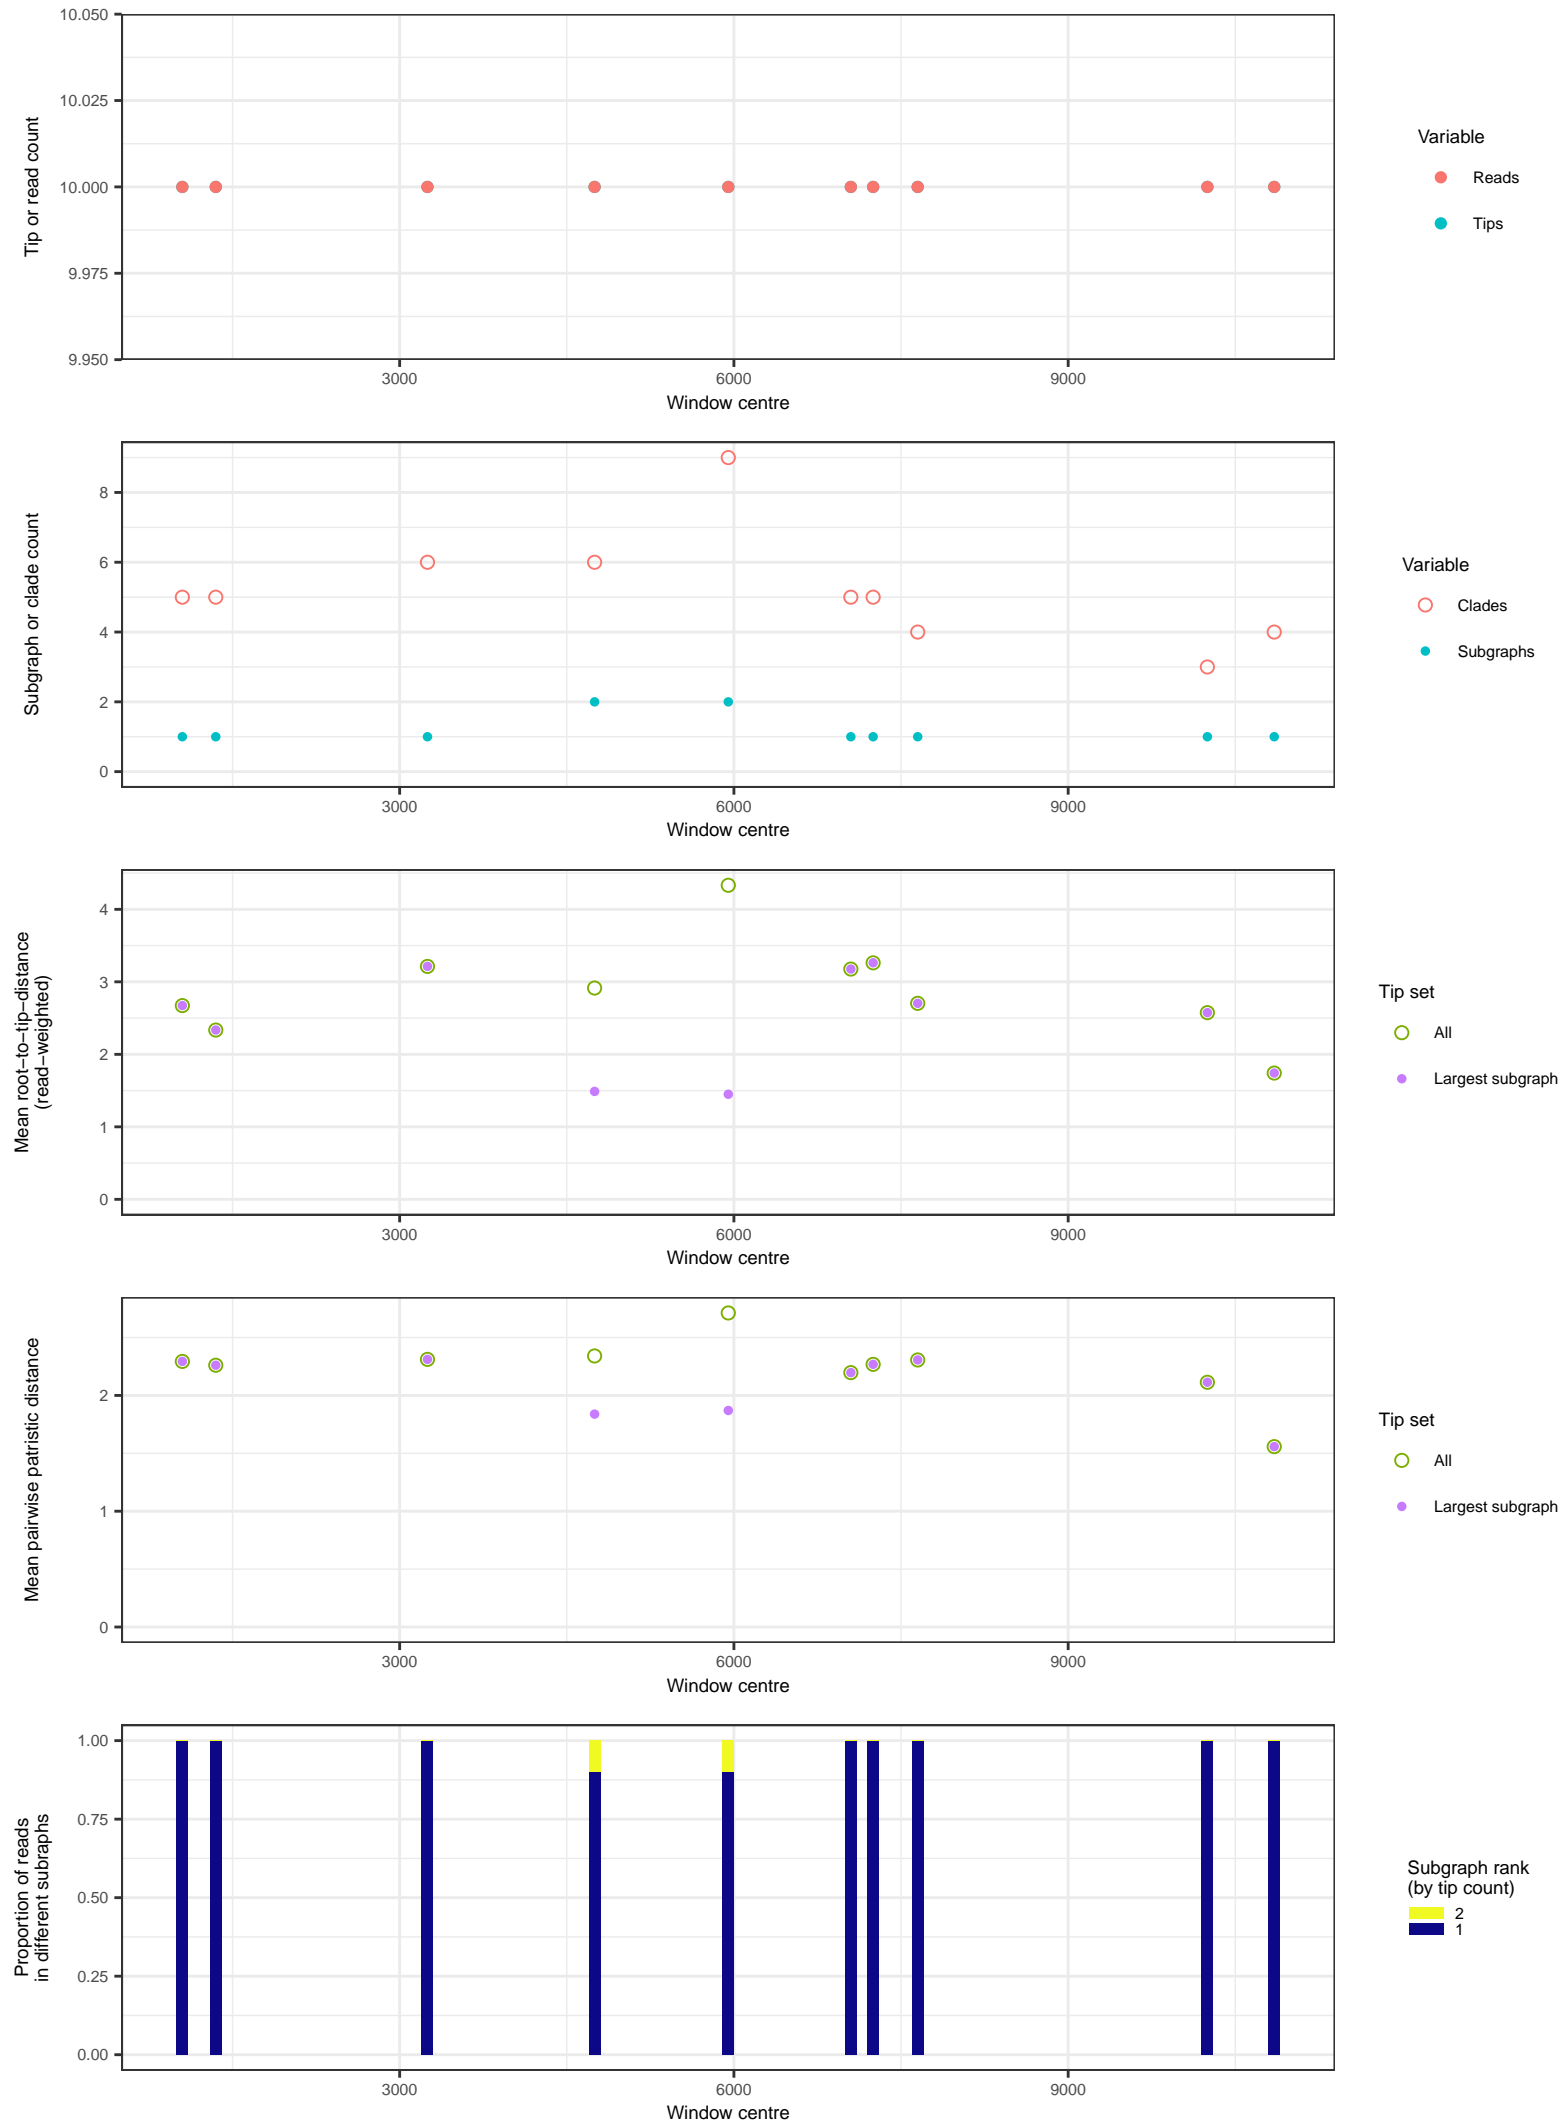 10.050
10.025
10.000
9.975
9.950
Tip or read count
3000 6000 9000
Window centre
Variable
Reads
Tips
8
6
4
2
0
Subgraph or clade count
3000 6000 9000
Window centre
Variable
Clades
Subgraphs
4
3
2
1
0
Mean root−to−tip−distance
(read−weighted)
3000 6000 9000
Window centre
Tip set
All
Largest subgraph
2
1
0
Mean pairwise patristic distance
3000 6000 9000
Window centre
Tip set
All
Largest subgraph
1.00
0.75
0.50
0.25
0.00
Proportion of reads
in different subraphs
3000 6000 9000
Window centre
Subgraph rank
(by tip count)
2
1